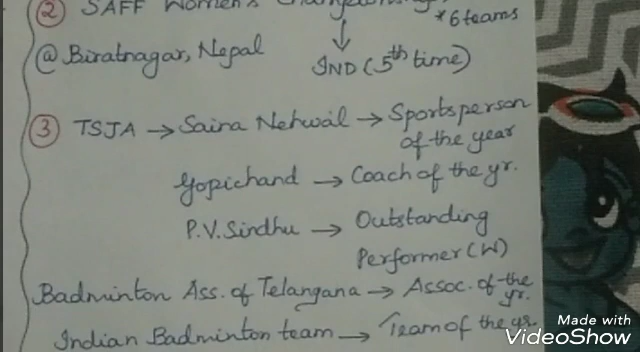 ② SAFF Women's Championship
* 6 teams
@ Biratnagar, Nepal
↓
IND (5th time)
③ TSJA → Saina Nehwal → Sportsperson
of the year
Gopichand → Coach of the yr.
P.V. Sindhu → Outstanding
Performer (W)
Badminton Ass. of Telangana → Assoc. of the
yr.
Indian Badminton team → Team of the yr.
Made with
VideoShow